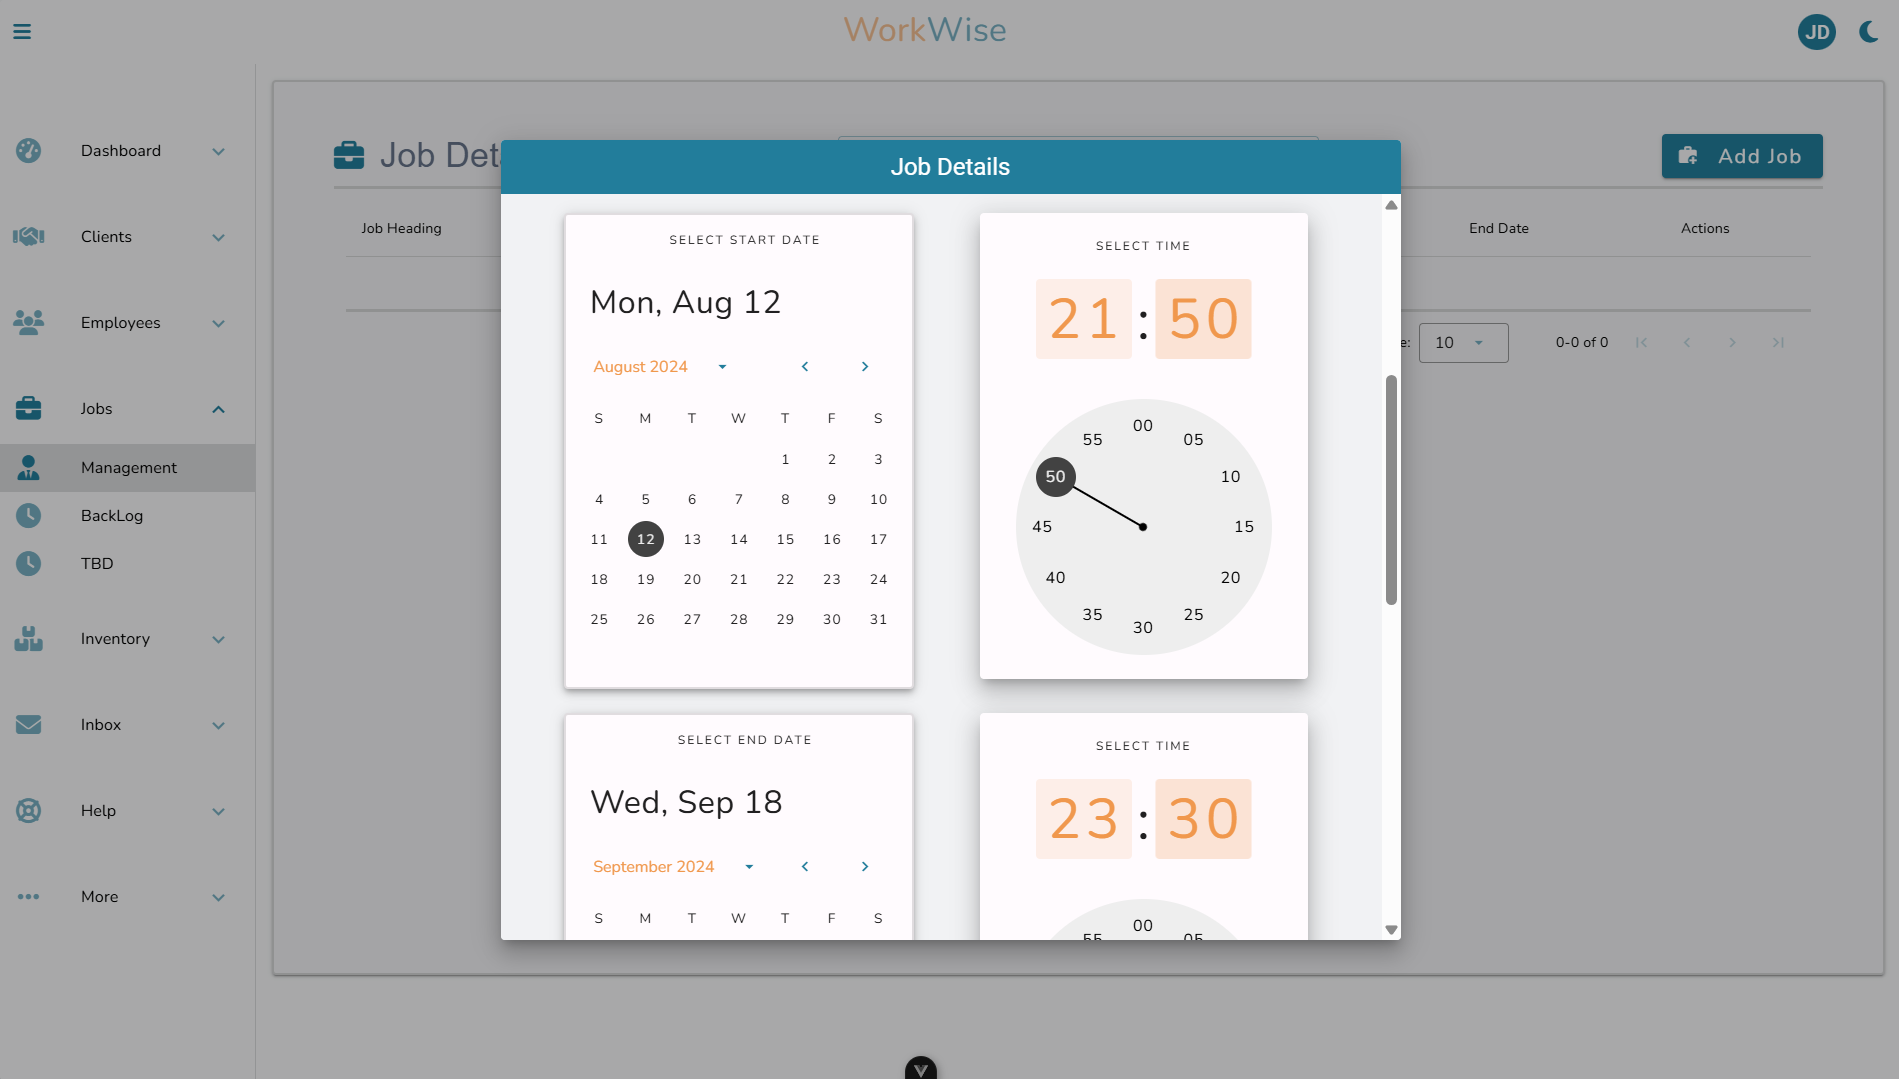 WorkWise
JD
Dashboard
Clients
Employees
Jobs
Management
BackLog
TBD
Inventory
Inbox
Help
More
Job Det
Add Job
Job Heading
End Date
Actions
e:
10
0-0 of 0
Job Details
SELECT START DATE
Mon, Aug 12
August 2024
S M T W T F S
1 2 3
4 5 6 7 8 9 10
11 12 13 14 15 16 17
18 19 20 21 22 23 24
25 26 27 28 29 30 31
SELECT TIME
21:50
00
55 05
50 10
45 15
40 20
35 25
30
SELECT END DATE
Wed, Sep 18
September 2024
S M T W T F S
SELECT TIME
23:30
00
55 05